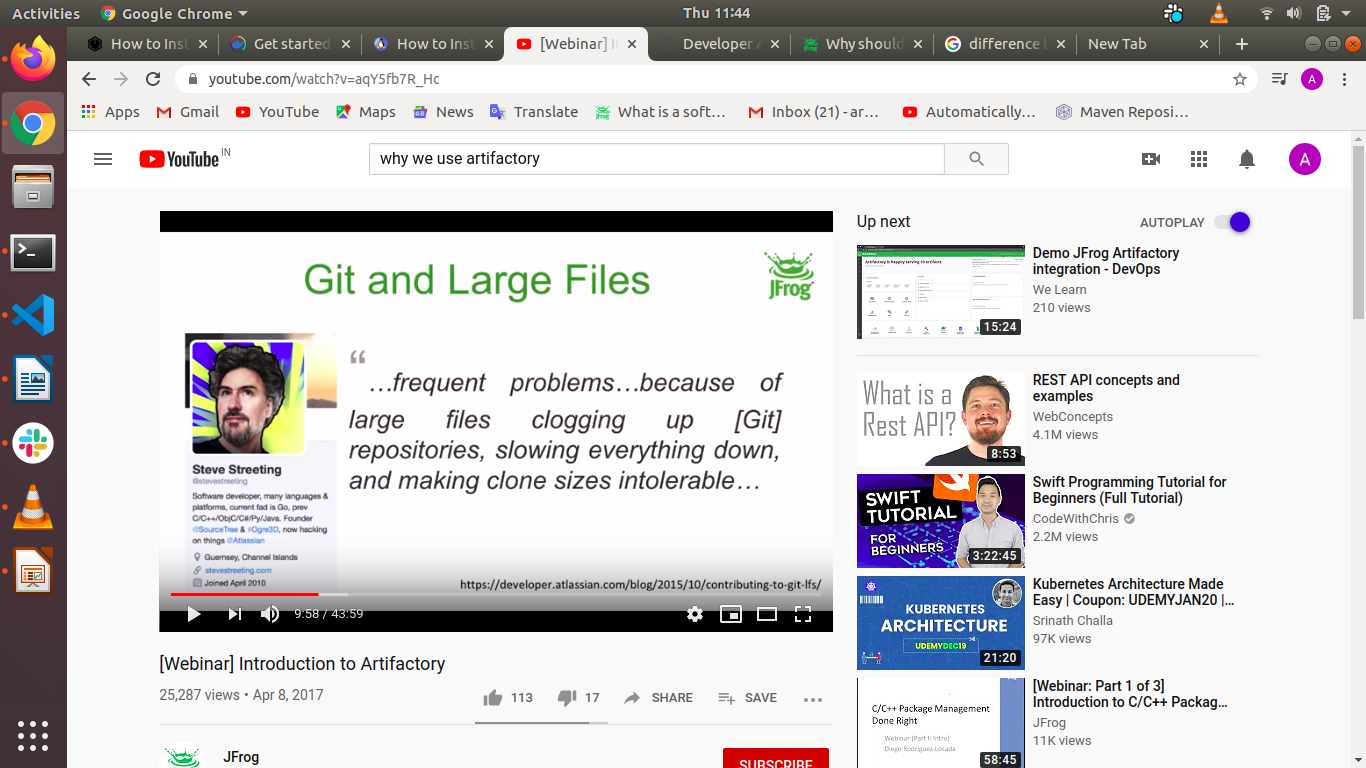 Activities
Google Chrome
Thu 11:44
How to Inst
Get started
How to Inst
[Webinar] In
Developer A
Why should
difference b
New Tab
youtube.com/watch?v=aqY5fb7R_Hc
A
Apps
Gmail
YouTube
Maps
News
Translate
What is a soft…
Inbox (21) - ar…
Automatically…
Maven Reposi…
YouTube IN
why we use artifactory
A
Git and Large Files
JFrog
“
…frequent problems…because of
large files clogging up [Git]
repositories, slowing everything down,
and making clone sizes intolerable…
Steve Streeting
@stevestreeting
Software developer, many languages &
platforms, current fad is Go, prev
C/C++/ObjC/C#/Py/Java. Founder
@SourceTree & #Ogre3D, now hacking
on things @Atlassian
Guernsey, Channel Islands
stevestreeting.com
Joined April 2010
https://developer.atlassian.com/blog/2015/10/contributing-to-git-lfs/
9:58 / 43:59
[Webinar] Introduction to Artifactory
25,287 views • Apr 8, 2017
113
17
SHARE
SAVE
JFrog
SUBSCRIBE
Up next
AUTOPLAY
Artifactory is happily serving 19 artifacts
15:24
Demo JFrog Artifactory
integration - DevOps
We Learn
210 views
What is a
Rest API?
8:53
REST API concepts and
examples
WebConcepts
4.1M views
SWIFT
TUTORIAL
FOR
BEGINNERS
3:22:45
Swift Programming Tutorial for
Beginners (Full Tutorial)
CodeWithChris
2.2M views
KUBERNETES
ARCHITECTURE
UDEMYDEC19
21:20
Kubernetes Architecture Made
Easy | Coupon: UDEMYJAN20 |…
Srinath Challa
97K views
C/C++ Package Management
Done Right
Webinar (Part I: Intro)
Diego Rodriguez-Losada
58:45
[Webinar: Part 1 of 3]
Introduction to C/C++ Packag…
JFrog
11K views